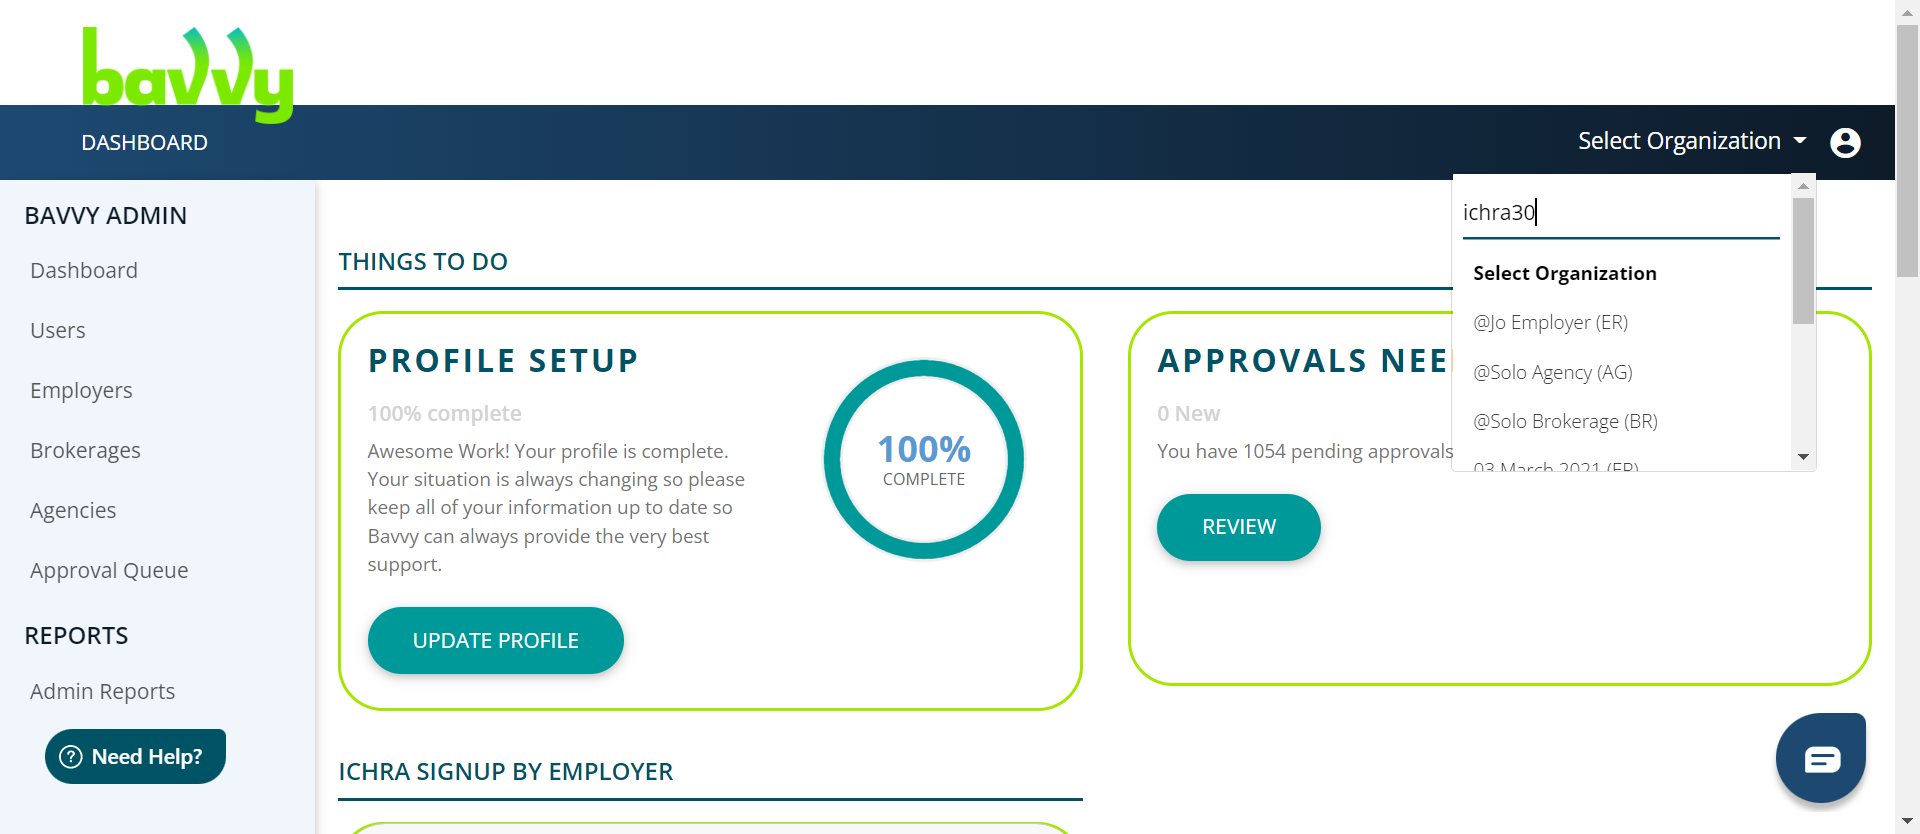 bavvy
DASHBOARD
Select Organization
BAVVY ADMIN
Dashboard
Users
Employers
Brokerages
Agencies
Approval Queue
REPORTS
Admin Reports
Need Help?
THINGS TO DO
PROFILE SETUP
100% complete
Awesome Work! Your profile is complete.
Your situation is always changing so please
keep all of your information up to date so
Bavvy can always provide the very best
support.
100%
COMPLETE
UPDATE PROFILE
APPROVALS NEE
0 New
You have 1054 pending approvals
REVIEW
ichra30
Select Organization
@Jo Employer (ER)
@Solo Agency (AG)
@Solo Brokerage (BR)
03 March 2021 (ER)
ICHRA SIGNUP BY EMPLOYER